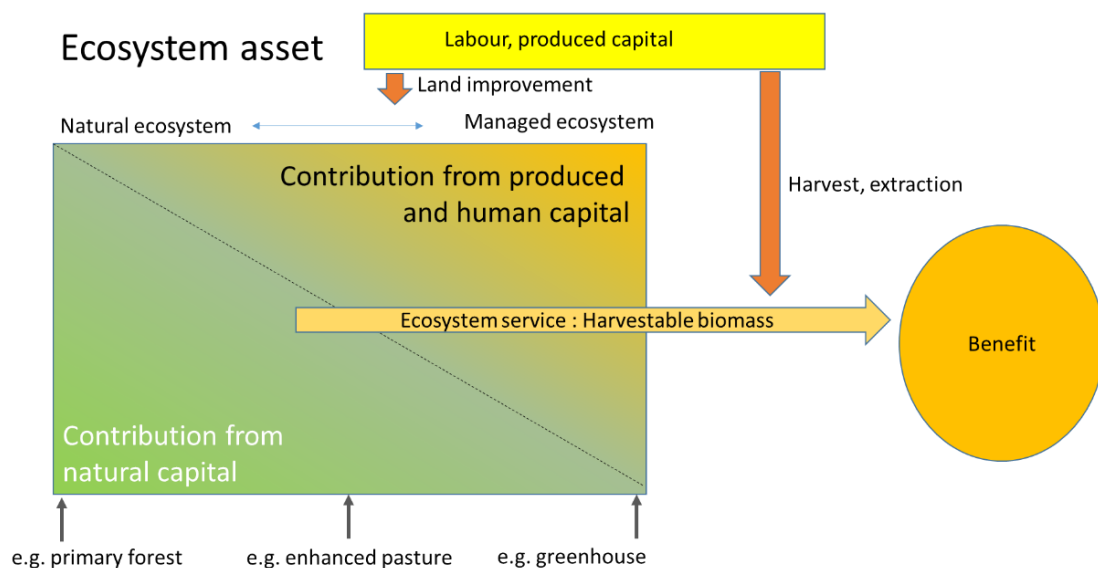 Ecosystem asset
Labour, produced capital
Land improvement
Natural ecosystem
Managed ecosystem
Contribution from produced
and human capital
Harvest, extraction
Ecosystem service : Harvestable biomass
Benefit
Contribution from
natural capital
e.g. primary forest
e.g. enhanced pasture
e.g. greenhouse